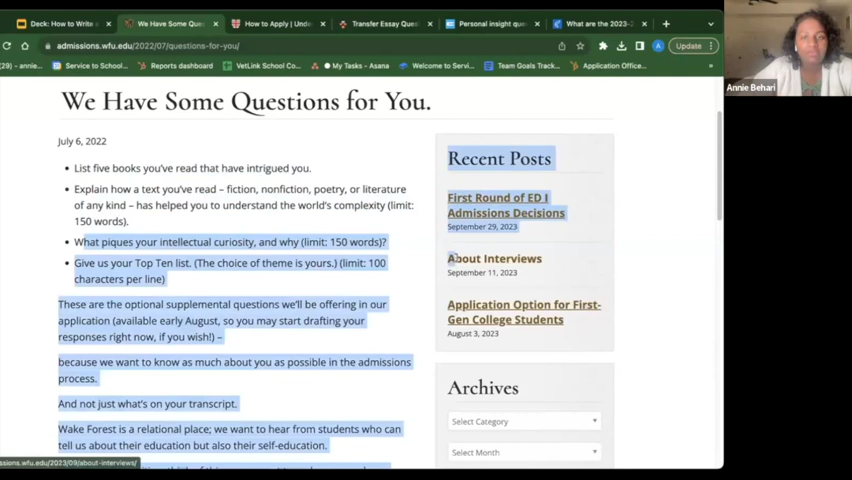 Deck: How to Write
We Have Some Ques
How to Apply | Un
Transfer Essay Ques
Personal insight que
What are the 2023-2
admissions.wfu.edu/2022/07/questions-for-you/
A
Update
(29) - annie...
Service to School...
Reports dashboard
VetLink School Co...
My Tasks - Asana
Welcome to Servi...
Team Goals Track...
Application Office...
Annie Behari
We Have Some Questions for You.
July 6, 2022
• List five books you've read that have intrigued you.
• Explain how a text you've read – fiction, nonfiction, poetry, or literature
of any kind – has helped you to understand the world's complexity (limit:
150 words).
• What piques your intellectual curiosity, and why (limit: 150 words)?
• Give us your Top Ten list. (The choice of theme is yours.) (limit: 100
characters per line)
These are the optional supplemental questions we'll be offering in our
application (available early August, so you may start drafting your
responses right now, if you wish!) –
because we want to know as much about you as possible in the admissions
process.
And not just what's on your transcript.
Wake Forest is a relational place; we want to hear from students who can
tell us about their education but also their self-education.
Recent Posts
First Round of ED I
Admissions Decisions
September 29, 2023
About Interviews
September 11, 2023
Application Option for First-
Gen College Students
August 3, 2023
Archives
Select Category
Select Month
ssions.wfu.edu/2023/09/about-interviews/